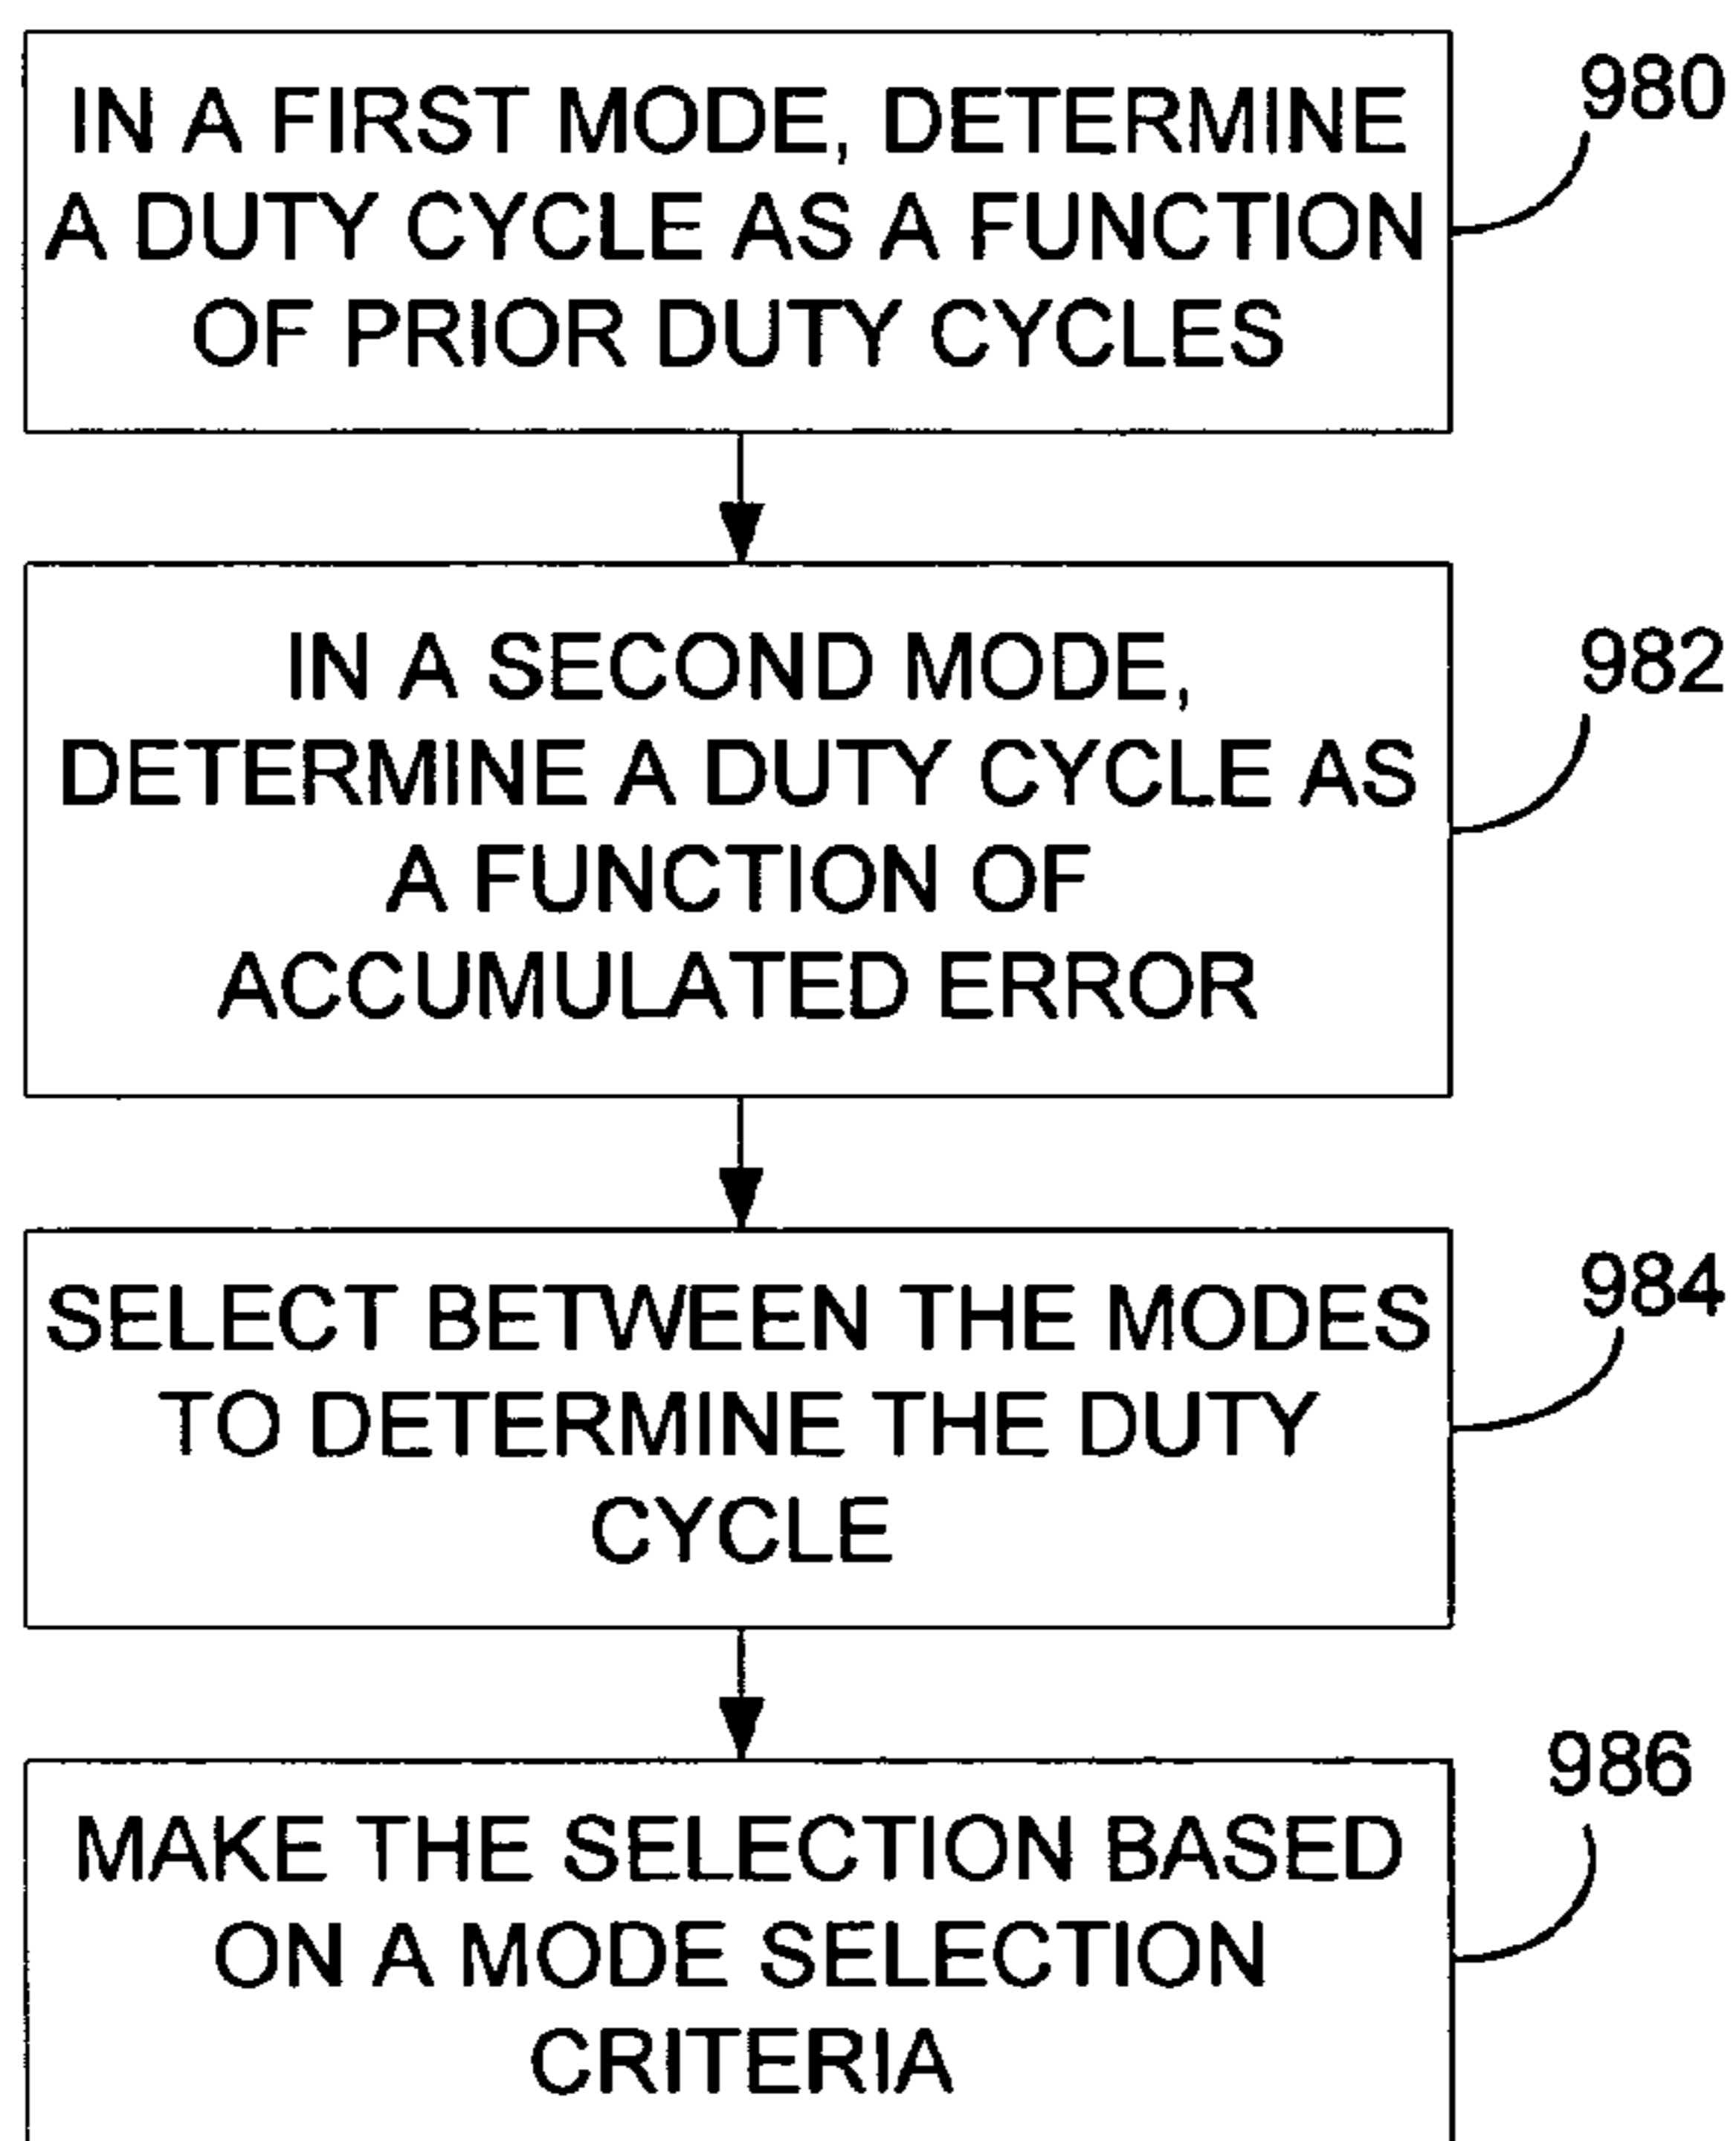 IN A FIRST MODE, DETERMINE
A DUTY CYCLE AS A FUNCTION
OF PRIOR DUTY CYCLES
980
IN A SECOND MODE,
DETERMINE A DUTY CYCLE AS
A FUNCTION OF
ACCUMULATED ERROR
982
SELECT BETWEEN THE MODES
TO DETERMINE THE DUTY
CYCLE
984
MAKE THE SELECTION BASED
ON A MODE SELECTION
CRITERIA
986